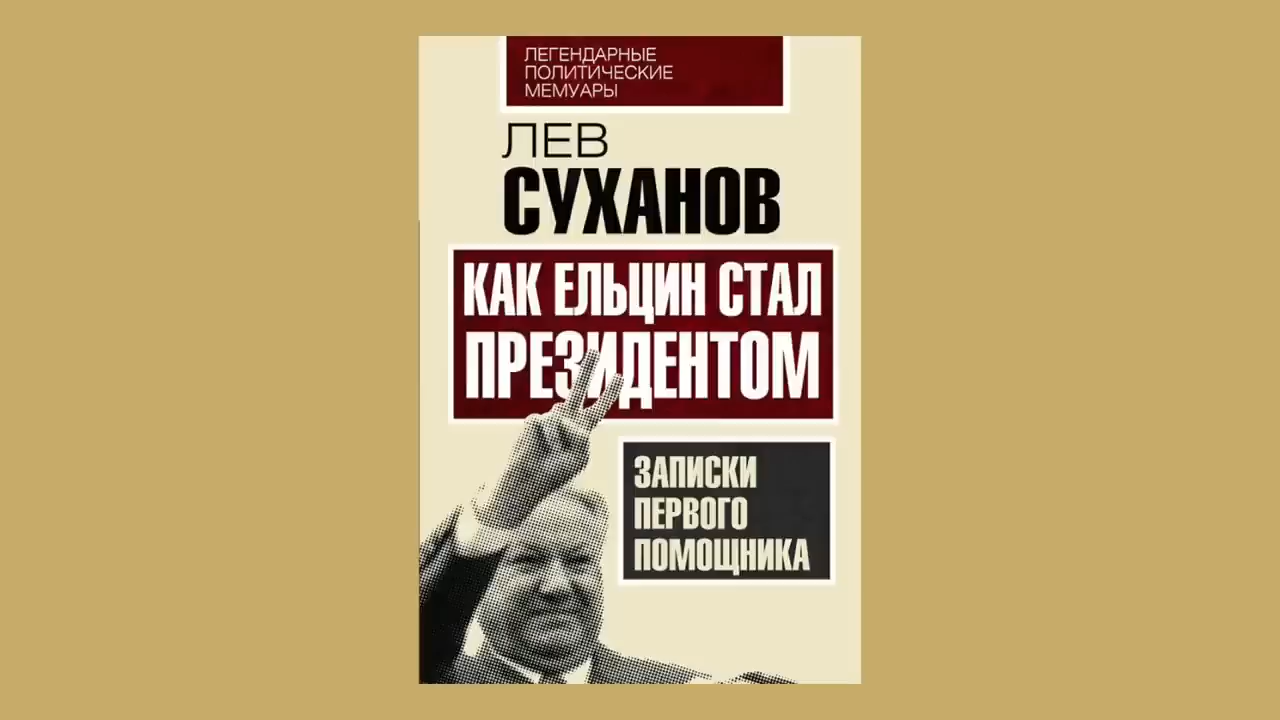 ЛЕГЕНДАРНЫЕ
ПОЛИТИЧЕСКИЕ
МЕМУАРЫ
ЛЕВ
СУХАНОВ
КАК ЕЛЬЦИН СТАЛ
ПРЕЗИДЕНТОМ
ЗАПИСКИ
ПЕРВОГО
ПОМОЩНИКА